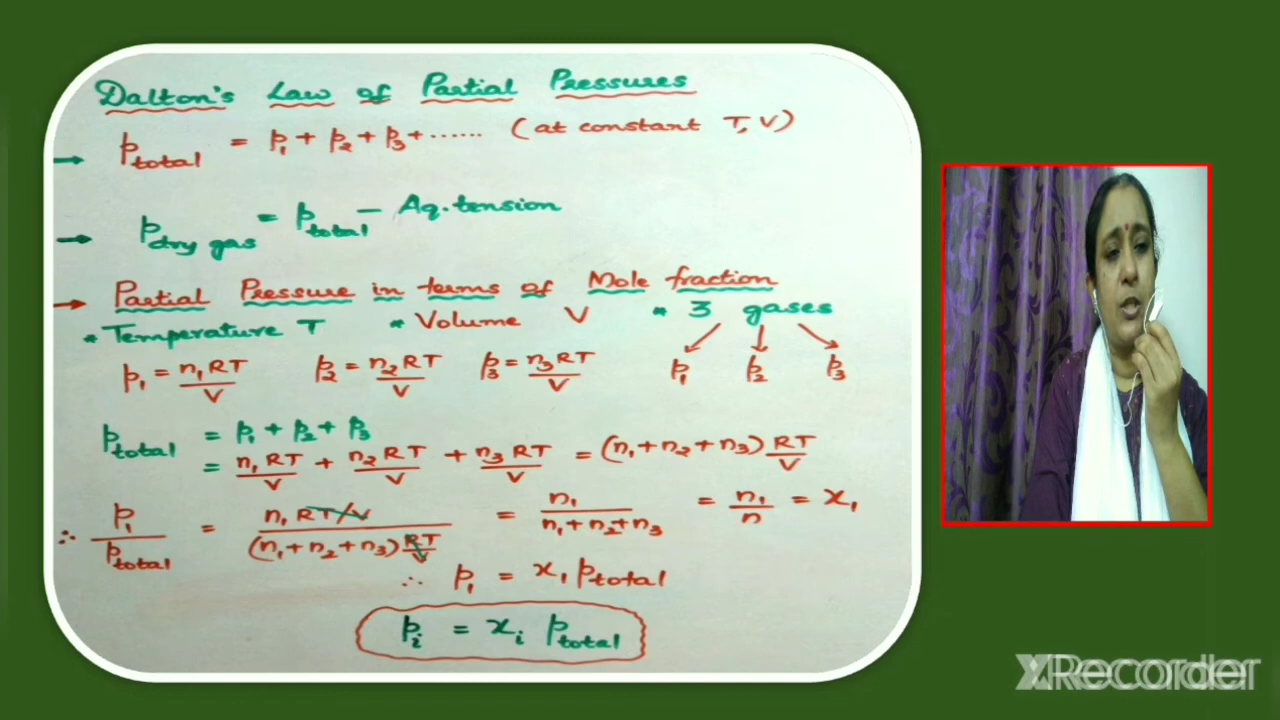 Dalton's Law of Partial Pressures
→ p_total = p₁ + p₂ + p₃ + ...... (at constant T, V)
→ p_dry gas = p_total − Aq. tension
→ Partial Pressure in terms of Mole fraction
* Temperature T * Volume V * 3 gases
p₁ = n₁RT/V p₂ = n₂RT/V p₃ = n₃RT/V p₁ p₂ p₃
p_total = p₁ + p₂ + p₃
= n₁RT/V + n₂RT/V + n₃RT/V = (n₁+n₂+n₃) RT/V
∴ p₁/p_total = n₁ RT/V / (n₁+n₂+n₃) RT/V = n₁/(n₁+n₂+n₃) = n₁/n = x₁
∴ p₁ = x₁ p_total
p_i = x_i p_total
XRecorder